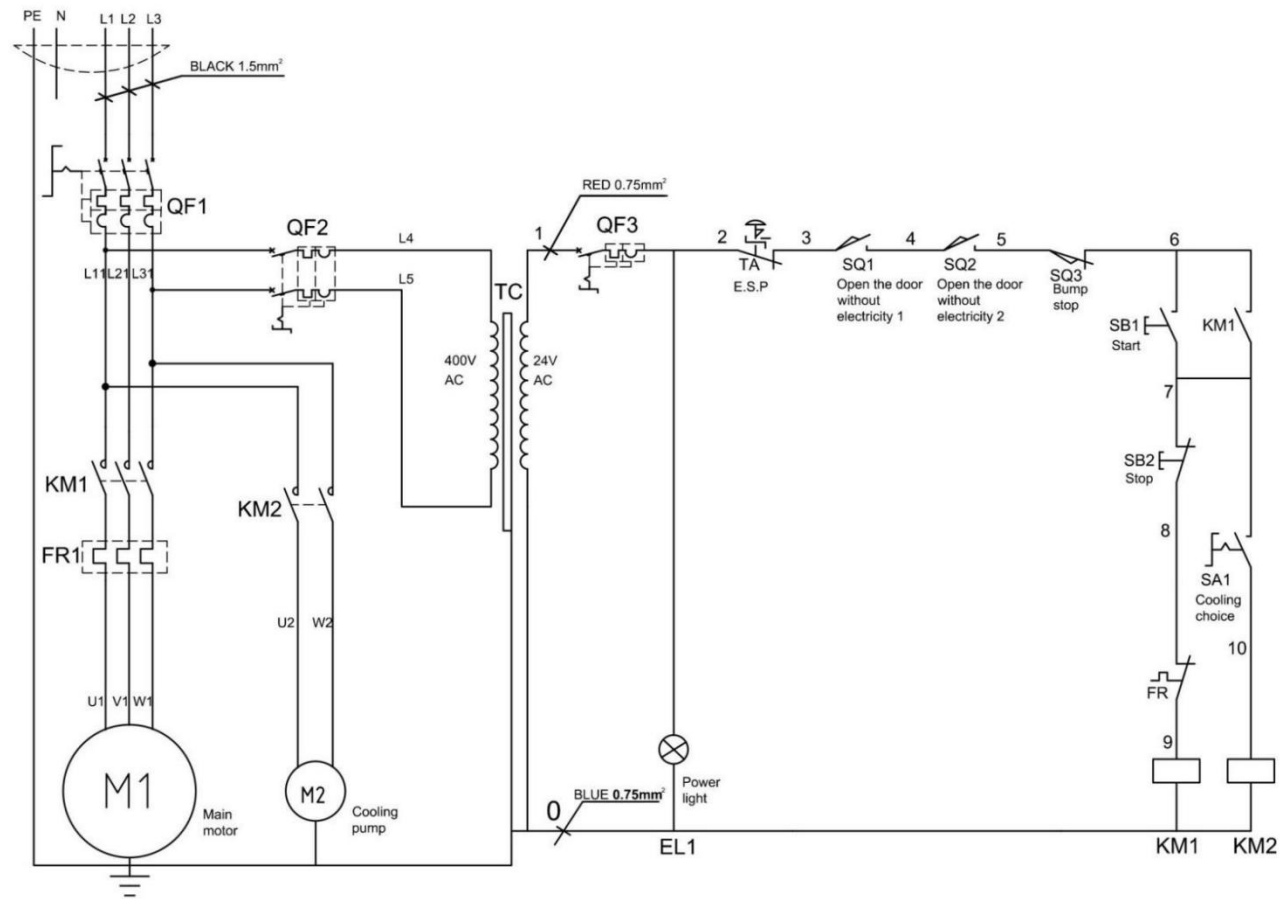 PE N L1 L2 L3
BLACK 1.5mm²
QF1
L11 L21 L31
QF2
L4
L5
TC
400V
AC
24V
AC
1
RED 0.75mm²
QF3
2
TA
E.S.P
3
SQ1
Open the door
without
electricity 1
4
SQ2
Open the door
without
electricity 2
5
SQ3
Bump
stop
6
SB1
Start
KM1
7
SB2
Stop
8
SA1
Cooling
choice
10
FR
9
KM1
FR1
KM2
U2 W2
U1 V1 W1
M1
Main
motor
M2
Cooling
pump
0
BLUE 0.75mm²
Power
light
EL1
KM1 KM2